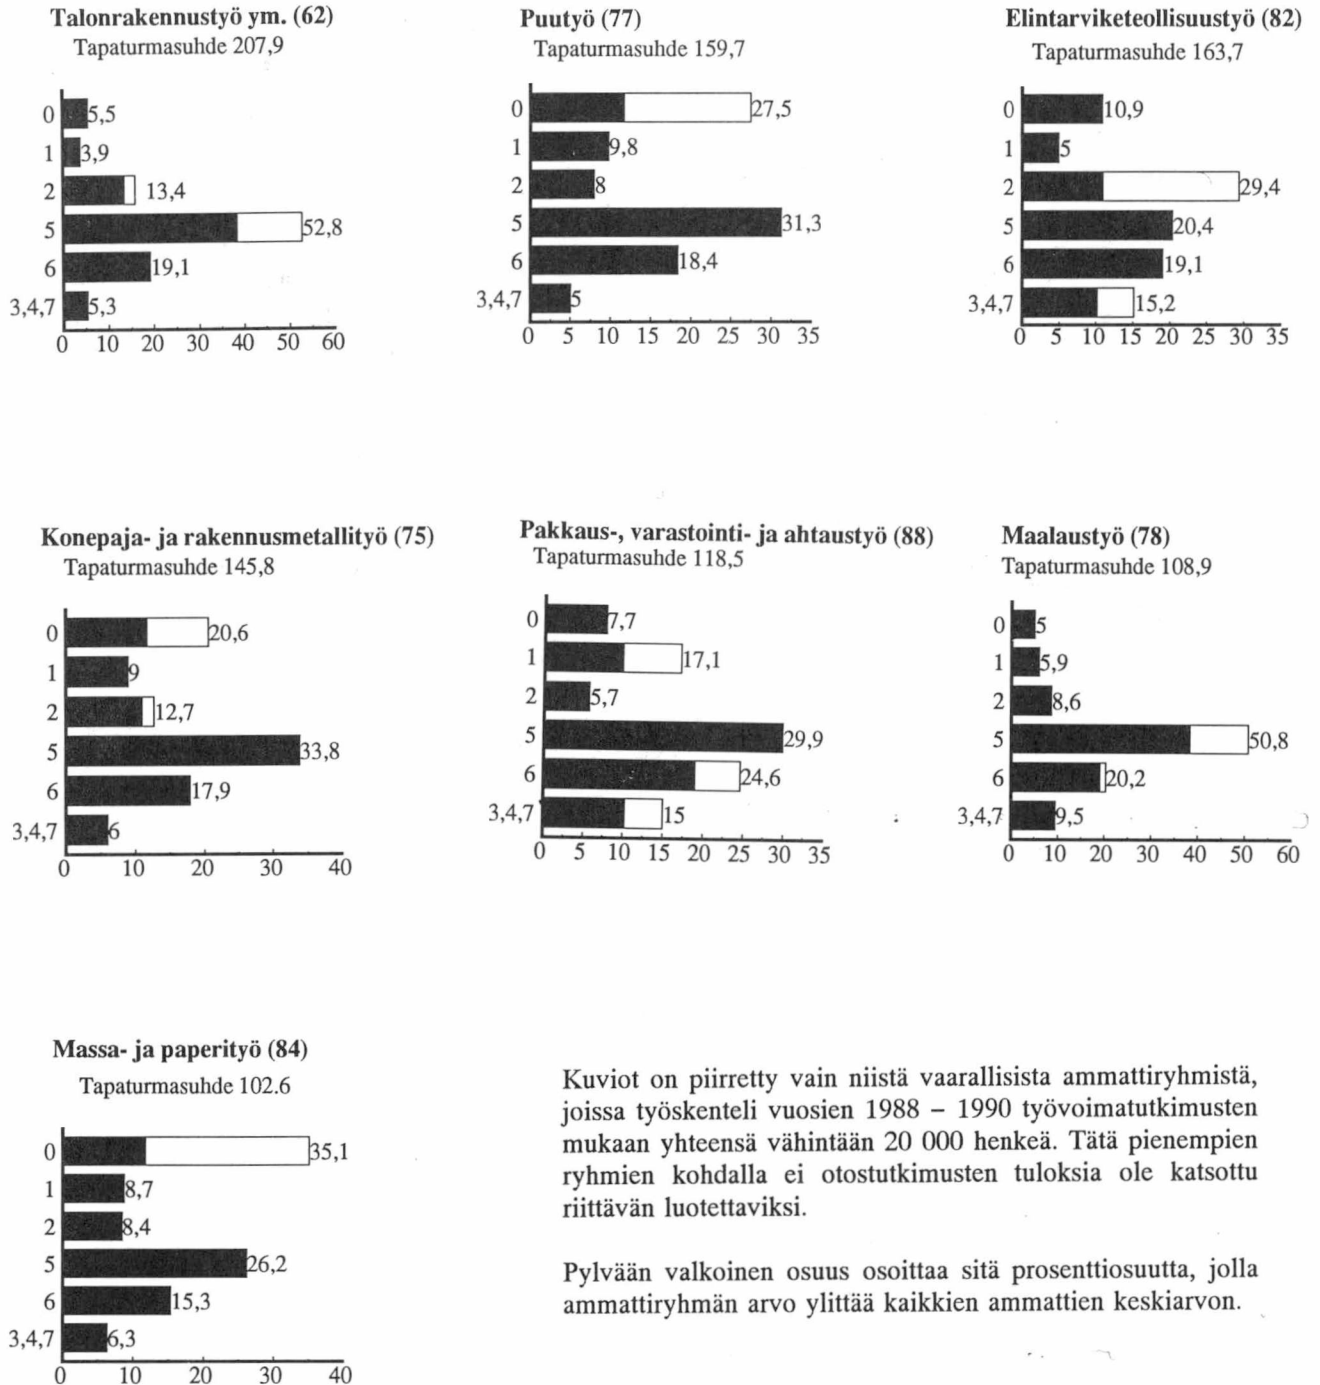 Talonrakennustyö ym. (62)
Tapaturmasuhde 207,9
0 5,5
1 3,9
2 13,4
5 52,8
6 19,1
3,4,7 5,3
0 10 20 30 40 50 60
Puutyö (77)
Tapaturmasuhde 159,7
0 27,5
1 9,8
2 8
5 31,3
6 18,4
3,4,7 5
0 5 10 15 20 25 30 35
Elintarviketeollisuustyö (82)
Tapaturmasuhde 163,7
0 10,9
1 5
2 29,4
5 20,4
6 19,1
3,4,7 15,2
0 5 10 15 20 25 30 35
Konepaja- ja rakennusmetallityö (75)
Tapaturmasuhde 145,8
0 20,6
1 9
2 12,7
5 33,8
6 17,9
3,4,7 6
0 10 20 30 40
Pakkaus-, varastointi- ja ahtaustyö (88)
Tapaturmasuhde 118,5
0 7,7
1 17,1
2 5,7
5 29,9
6 24,6
3,4,7 15
0 5 10 15 20 25 30 35
Maalaustyö (78)
Tapaturmasuhde 108,9
0 5
1 5,9
2 8,6
5 50,8
6 20,2
3,4,7 9,5
0 10 20 30 40 50 60
Massa- ja paperityö (84)
Tapaturmasuhde 102.6
0 35,1
1 8,7
2 8,4
5 26,2
6 15,3
3,4,7 6,3
0 10 20 30 40
Kuviot on piirretty vain niistä vaarallisista ammattiryhmistä,
joissa työskenteli vuosien 1988 – 1990 työvoimatutkimusten
mukaan yhteensä vähintään 20 000 henkeä. Tätä pienempien
ryhmien kohdalla ei otostutkimusten tuloksia ole katsottu
riittävän luotettaviksi.
Pylvään valkoinen osuus osoittaa sitä prosenttiosuutta, jolla
ammattiryhmän arvo ylittää kaikkien ammattien keskiarvon.